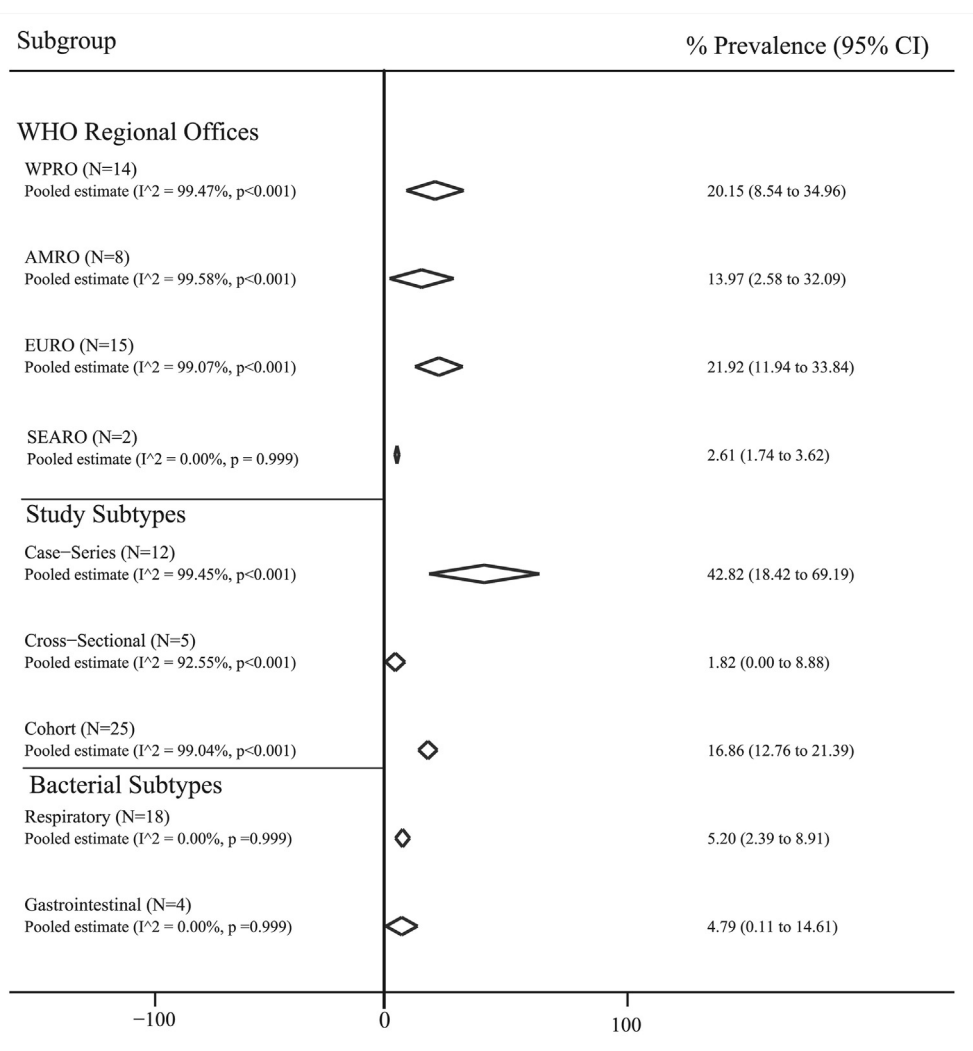 Subgroup
% Prevalence (95% CI)
WHO Regional Offices
WPRO (N=14)
Pooled estimate (I^2 = 99.47%, p<0.001)
20.15 (8.54 to 34.96)
AMRO (N=8)
Pooled estimate (I^2 = 99.58%, p<0.001)
13.97 (2.58 to 32.09)
EURO (N=15)
Pooled estimate (I^2 = 99.07%, p<0.001)
21.92 (11.94 to 33.84)
SEARO (N=2)
Pooled estimate (I^2 = 0.00%, p = 0.999)
2.61 (1.74 to 3.62)
Study Subtypes
Case−Series (N=12)
Pooled estimate (I^2 = 99.45%, p<0.001)
42.82 (18.42 to 69.19)
Cross−Sectional (N=5)
Pooled estimate (I^2 = 92.55%, p<0.001)
1.82 (0.00 to 8.88)
Cohort (N=25)
Pooled estimate (I^2 = 99.04%, p<0.001)
16.86 (12.76 to 21.39)
Bacterial Subtypes
Respiratory (N=18)
Pooled estimate (I^2 = 0.00%, p =0.999)
5.20 (2.39 to 8.91)
Gastrointestinal (N=4)
Pooled estimate (I^2 = 0.00%, p =0.999)
4.79 (0.11 to 14.61)
−100
0
100